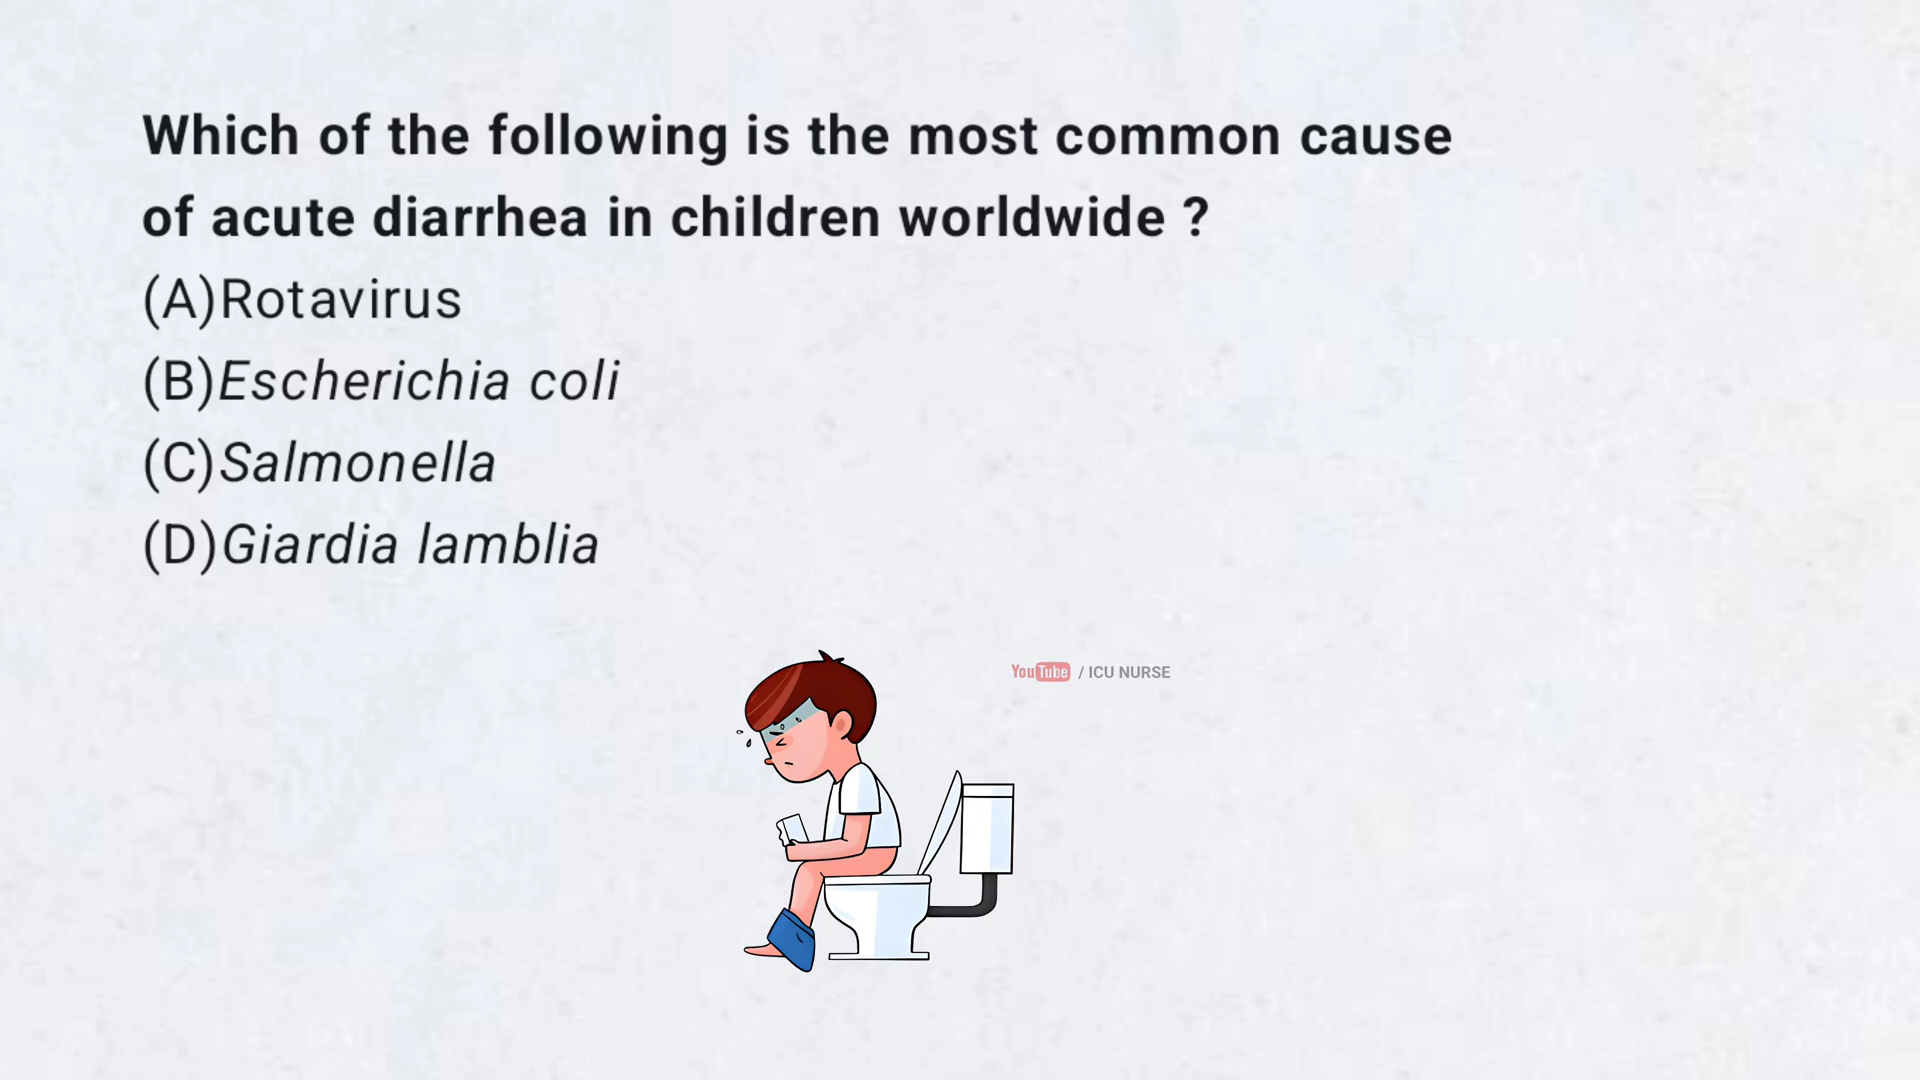 Which of the following is the most common cause
of acute diarrhea in children worldwide ?
(A)Rotavirus
(B)Escherichia coli
(C)Salmonella
(D)Giardia lamblia
YouTube / ICU NURSE